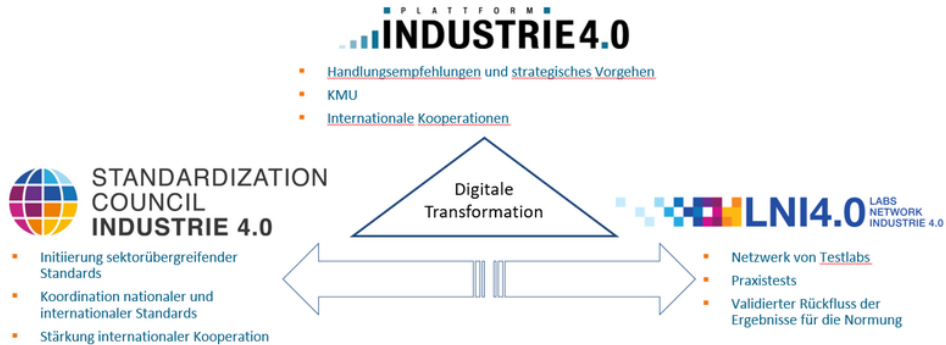 PLATTFORM
INDUSTRIE4.0
Handlungsempfehlungen und strategisches Vorgehen
KMU
Internationale Kooperationen
Digitale
Transformation
STANDARDIZATION
COUNCIL
INDUSTRIE 4.0
Initiierung sektorübergreifender
Standards
Koordination nationaler und
internationaler Standards
Stärkung internationaler Kooperation
LNI4.0 LABS
NETWORK
INDUSTRIE 4.0
Netzwerk von Testlabs
Praxistests
Validierter Rückfluss der
Ergebnisse für die Normung